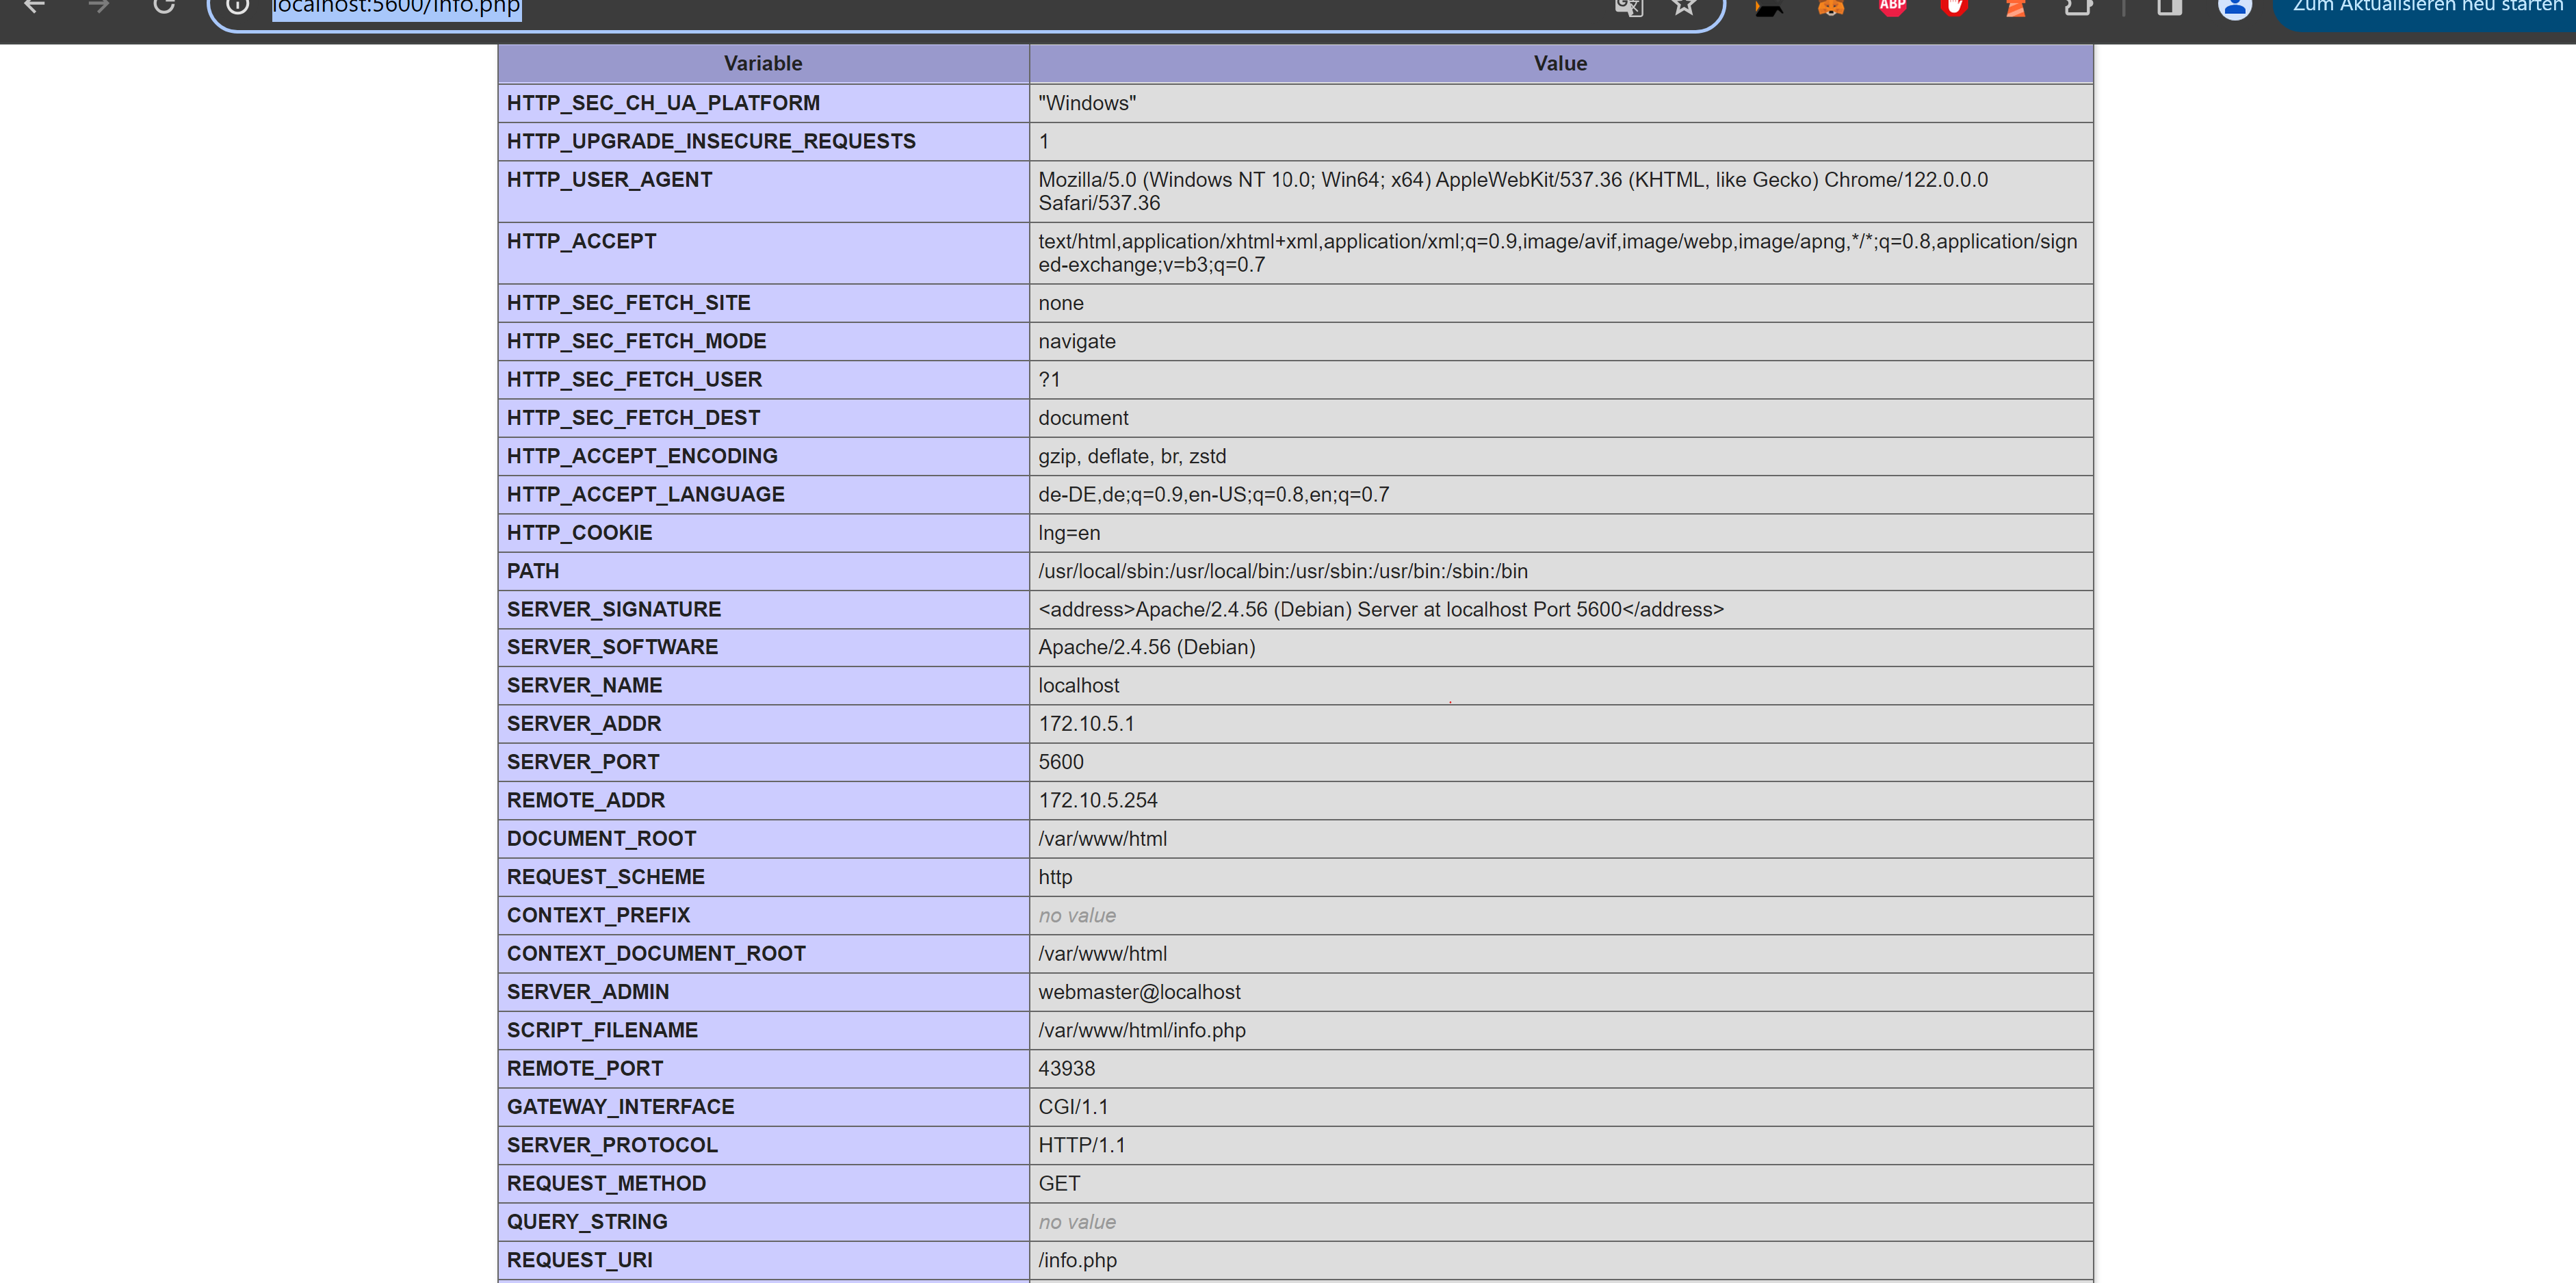 localhost:5600/info.php
ABP
Zum Aktualisieren neu starten
Variable Value
HTTP_SEC_CH_UA_PLATFORM "Windows"
HTTP_UPGRADE_INSECURE_REQUESTS 1
HTTP_USER_AGENT Mozilla/5.0 (Windows NT 10.0; Win64; x64) AppleWebKit/537.36 (KHTML, like Gecko) Chrome/122.0.0.0
Safari/537.36
HTTP_ACCEPT text/html,application/xhtml+xml,application/xml;q=0.9,image/avif,image/webp,image/apng,*/*;q=0.8,application/sign
ed-exchange;v=b3;q=0.7
HTTP_SEC_FETCH_SITE none
HTTP_SEC_FETCH_MODE navigate
HTTP_SEC_FETCH_USER ?1
HTTP_SEC_FETCH_DEST document
HTTP_ACCEPT_ENCODING gzip, deflate, br, zstd
HTTP_ACCEPT_LANGUAGE de-DE,de;q=0.9,en-US;q=0.8,en;q=0.7
HTTP_COOKIE lng=en
PATH /usr/local/sbin:/usr/local/bin:/usr/sbin:/usr/bin:/sbin:/bin
SERVER_SIGNATURE <address>Apache/2.4.56 (Debian) Server at localhost Port 5600</address>
SERVER_SOFTWARE Apache/2.4.56 (Debian)
SERVER_NAME localhost
SERVER_ADDR 172.10.5.1
SERVER_PORT 5600
REMOTE_ADDR 172.10.5.254
DOCUMENT_ROOT /var/www/html
REQUEST_SCHEME http
CONTEXT_PREFIX no value
CONTEXT_DOCUMENT_ROOT /var/www/html
SERVER_ADMIN webmaster@localhost
SCRIPT_FILENAME /var/www/html/info.php
REMOTE_PORT 43938
GATEWAY_INTERFACE CGI/1.1
SERVER_PROTOCOL HTTP/1.1
REQUEST_METHOD GET
QUERY_STRING no value
REQUEST_URI /info.php